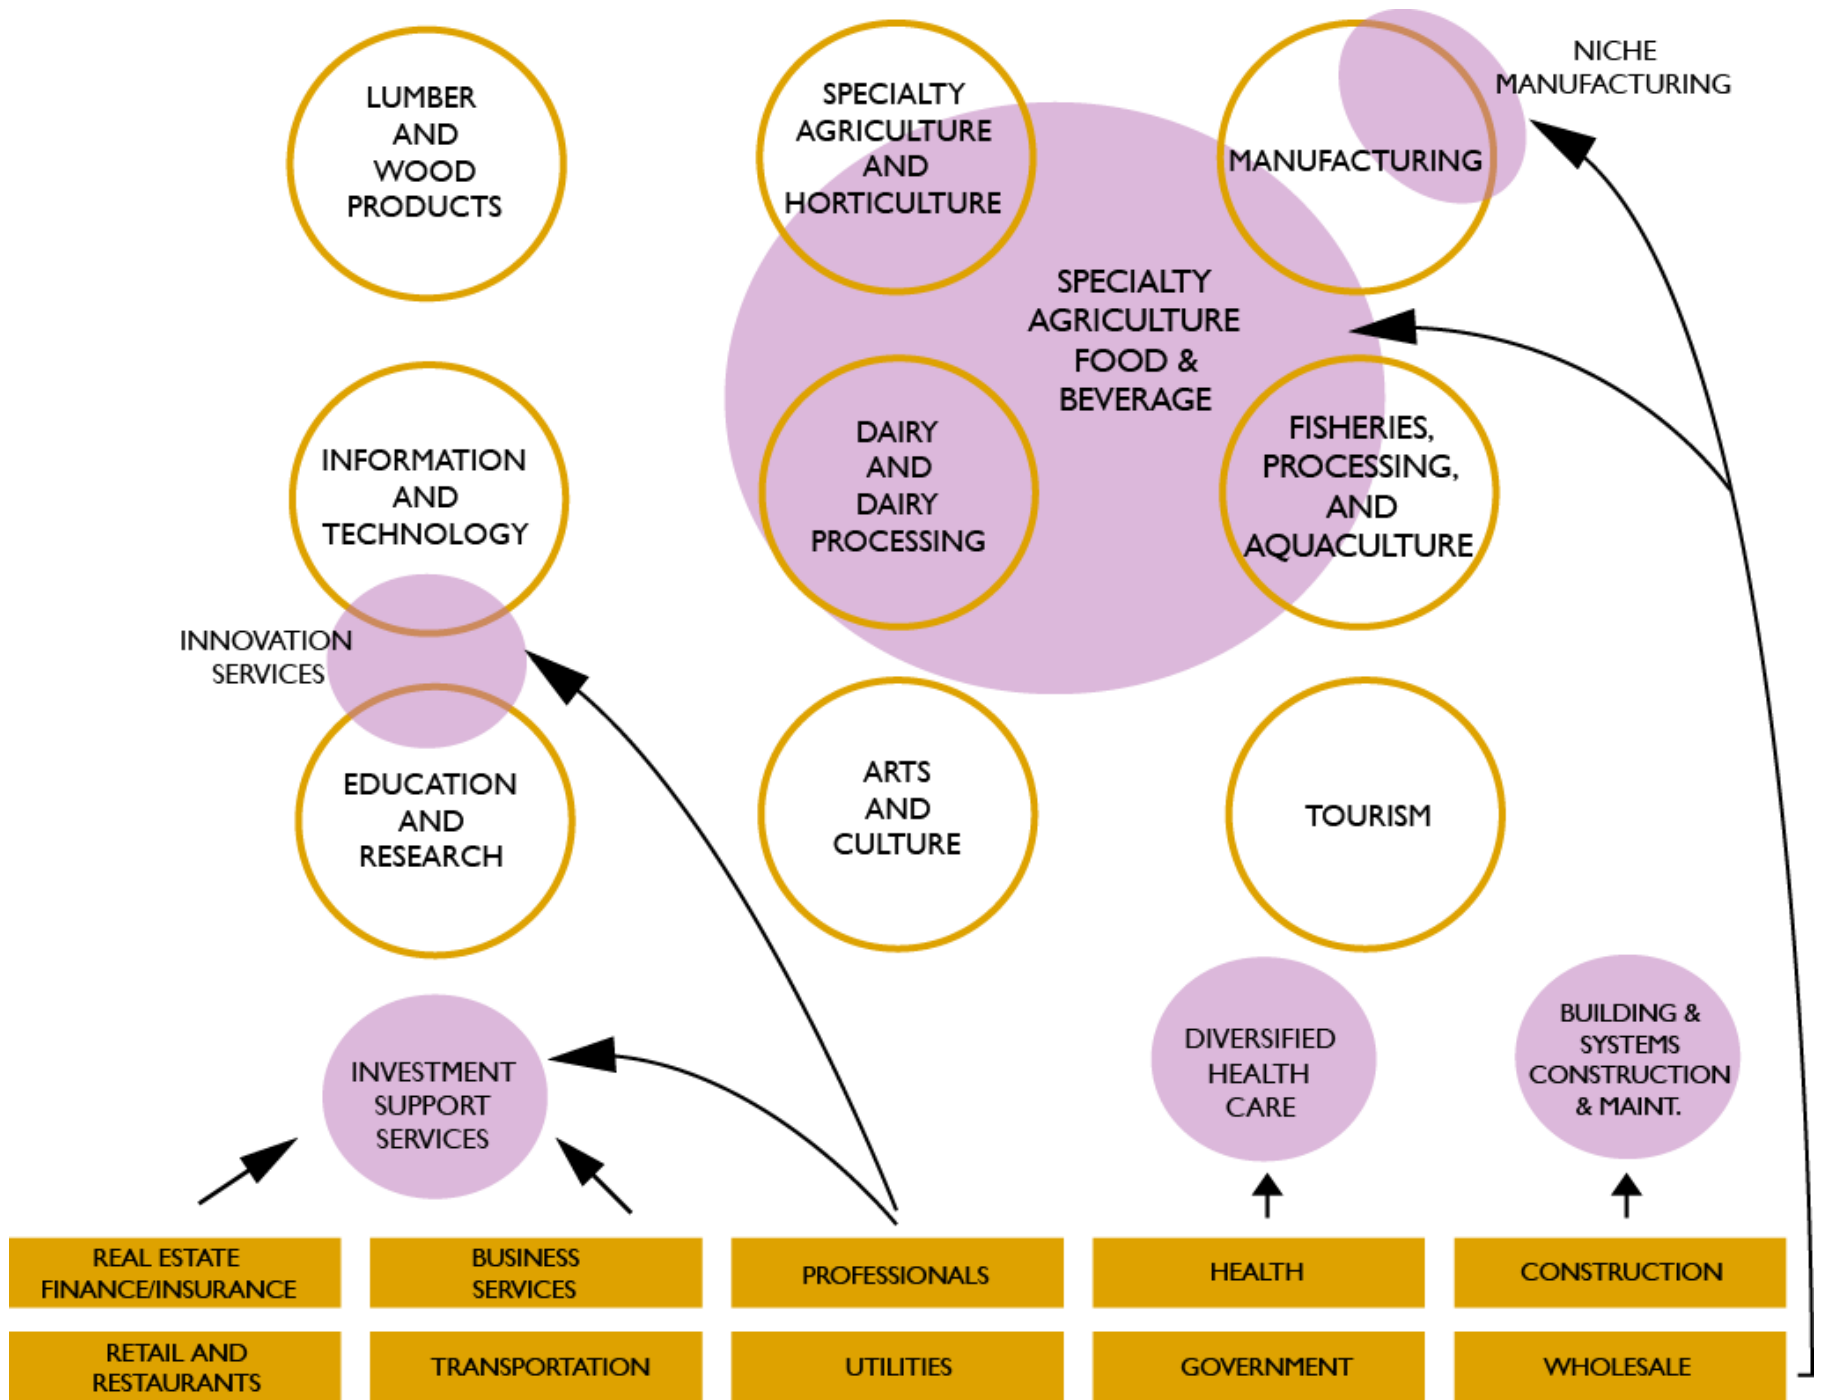 LUMBER
AND
WOOD
PRODUCTS
SPECIALTY
AGRICULTURE
AND
HORTICULTURE
MANUFACTURING
NICHE
MANUFACTURING
SPECIALTY
AGRICULTURE
FOOD &
BEVERAGE
INFORMATION
AND
TECHNOLOGY
DAIRY
AND
DAIRY
PROCESSING
FISHERIES,
PROCESSING,
AND
AQUACULTURE
INNOVATION
SERVICES
EDUCATION
AND
RESEARCH
ARTS
AND
CULTURE
TOURISM
INVESTMENT
SUPPORT
SERVICES
DIVERSIFIED
HEALTH
CARE
BUILDING &
SYSTEMS
CONSTRUCTION
& MAINT.
REAL ESTATE
FINANCE/INSURANCE
BUSINESS
SERVICES
PROFESSIONALS
HEALTH
CONSTRUCTION
RETAIL AND
RESTAURANTS
TRANSPORTATION
UTILITIES
GOVERNMENT
WHOLESALE